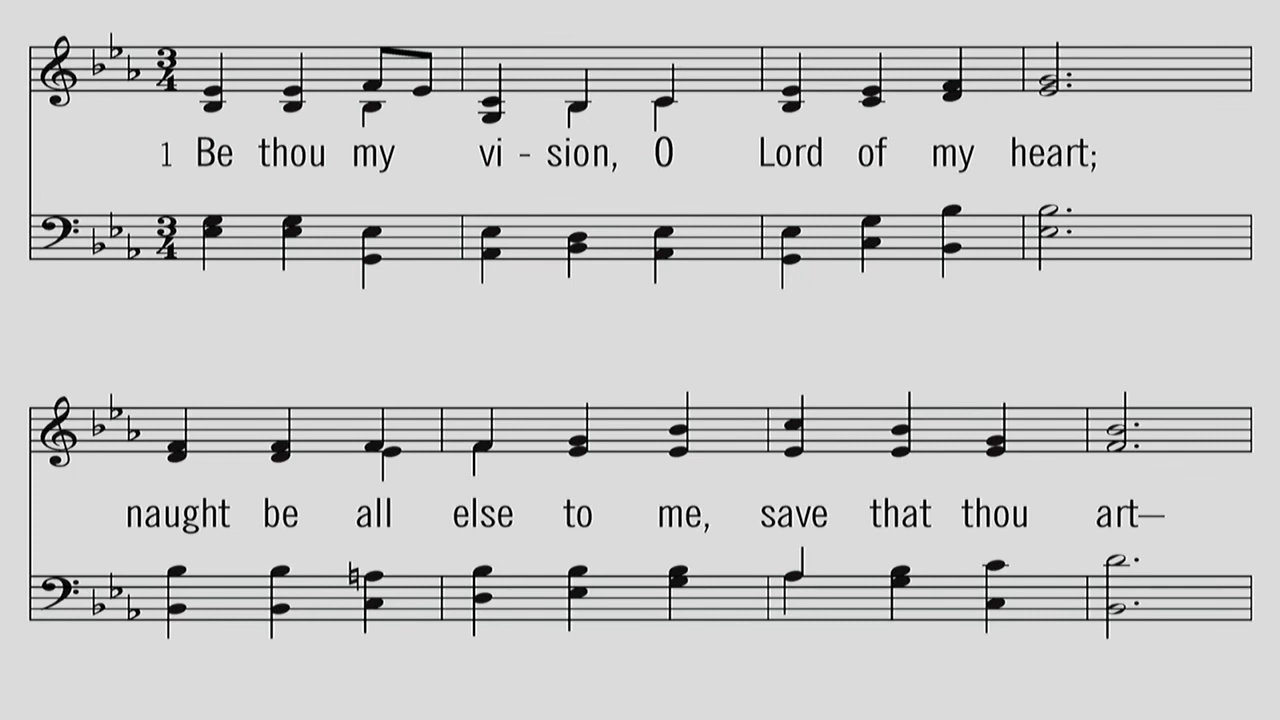 1 Be thou my vi - sion, O Lord of my heart;
naught be all else to me, save that thou art—